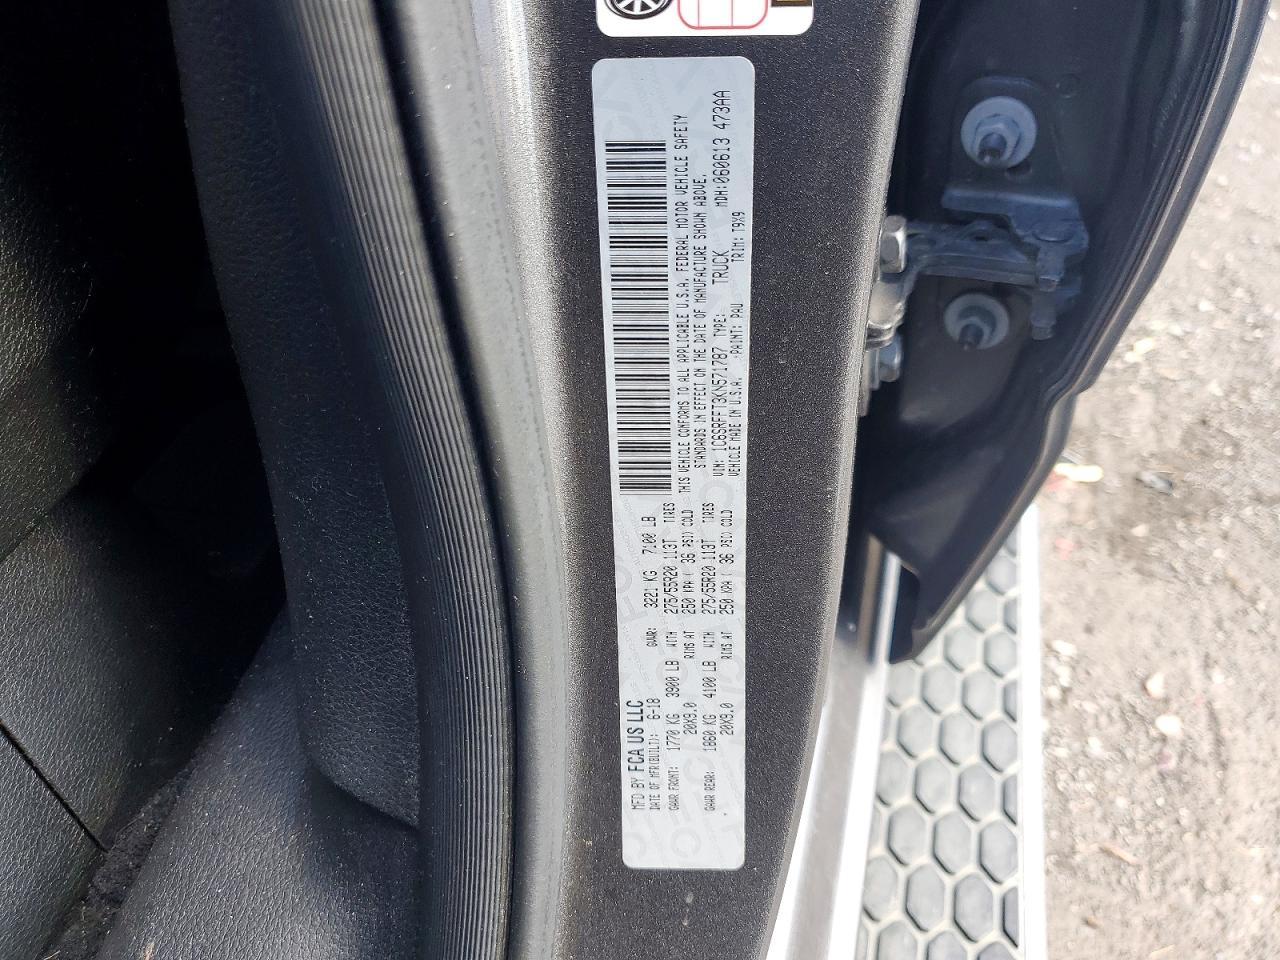 MFD BY FCA US LLC
DATE OF MFR(BUILT): 6-18 GVWR: 3221 KG 7100 LB
GAWR FRONT: 1770 KG 3900 LB WITH 275/55R20 113T TIRES
20X9.0 RIMS AT 250 KPA ( 36 PSI) COLD
GAWR REAR: 1860 KG 4100 LB WITH 275/55R20 113T TIRES
20X9.0 RIMS AT 250 KPA ( 36 PSI) COLD
THIS VEHICLE CONFORMS TO ALL APPLICABLE U.S.A. FEDERAL MOTOR VEHICLE SAFETY
STANDARDS IN EFFECT ON THE DATE OF MANUFACTURE SHOWN ABOVE.
VIN: 1C6SRFFT3KN571787 TYPE: TRUCK MDH:060613 473AA
VEHICLE MADE IN U.S.A. PAINT: PAU TRIM: T9X9